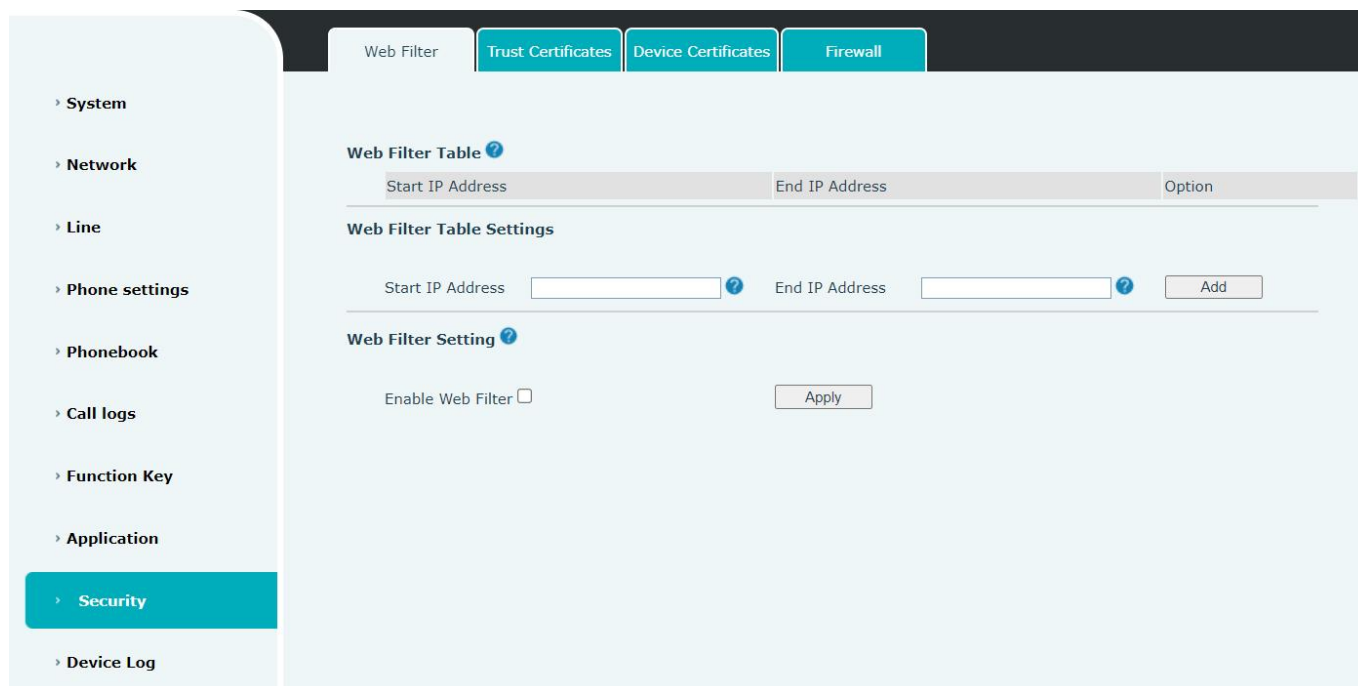 Web Filter
Trust Certificates
Device Certificates
Firewall
System
Network
Line
Phone settings
Phonebook
Call logs
Function Key
Application
Security
Device Log
Web Filter Table ?
Start IP Address End IP Address Option
Web Filter Table Settings
Start IP Address ? End IP Address ? Add
Web Filter Setting ?
Enable Web Filter Apply